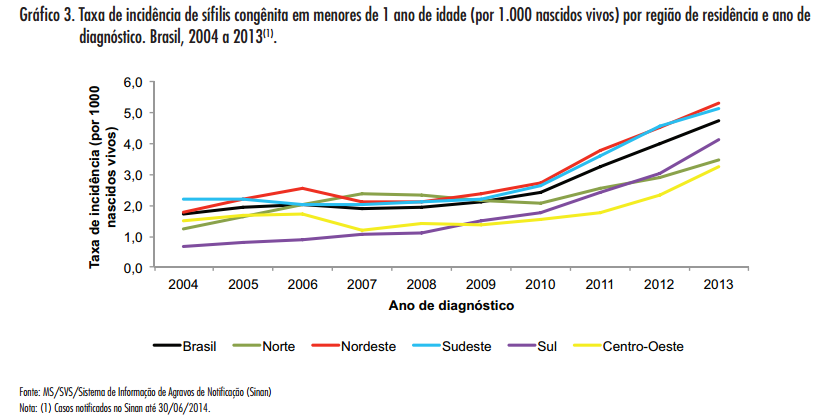 Gráfico 3. Taxa de incidência de sífilis congênita em menores de 1 ano de idade (por 1.000 nascidos vivos) por região de residência e ano de
diagnóstico. Brasil, 2004 a 2013(1).
6,0
5,0
4,0
3,0
2,0
1,0
0,0
Taxa de incidência (por 1000
nascidos vivos)
2004 2005 2006 2007 2008 2009 2010 2011 2012 2013
Ano de diagnóstico
Brasil Norte Nordeste Sudeste Sul Centro-Oeste
Fonte: MS/SVS/Sistema de Informação de Agravos de Notificação (Sinan)
Nota: (1) Casos notificados no Sinan até 30/06/2014.